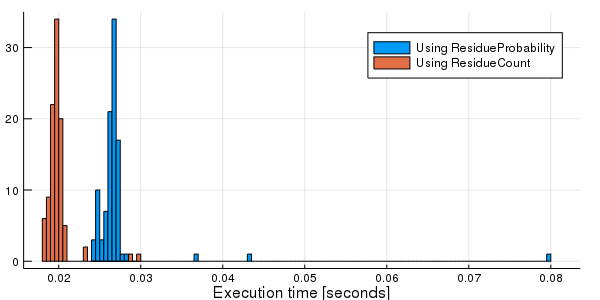 Using ResidueProbability
Using ResidueCount
30
20
10
0
0.02 0.03 0.04 0.05 0.06 0.07 0.08
Execution time [seconds]